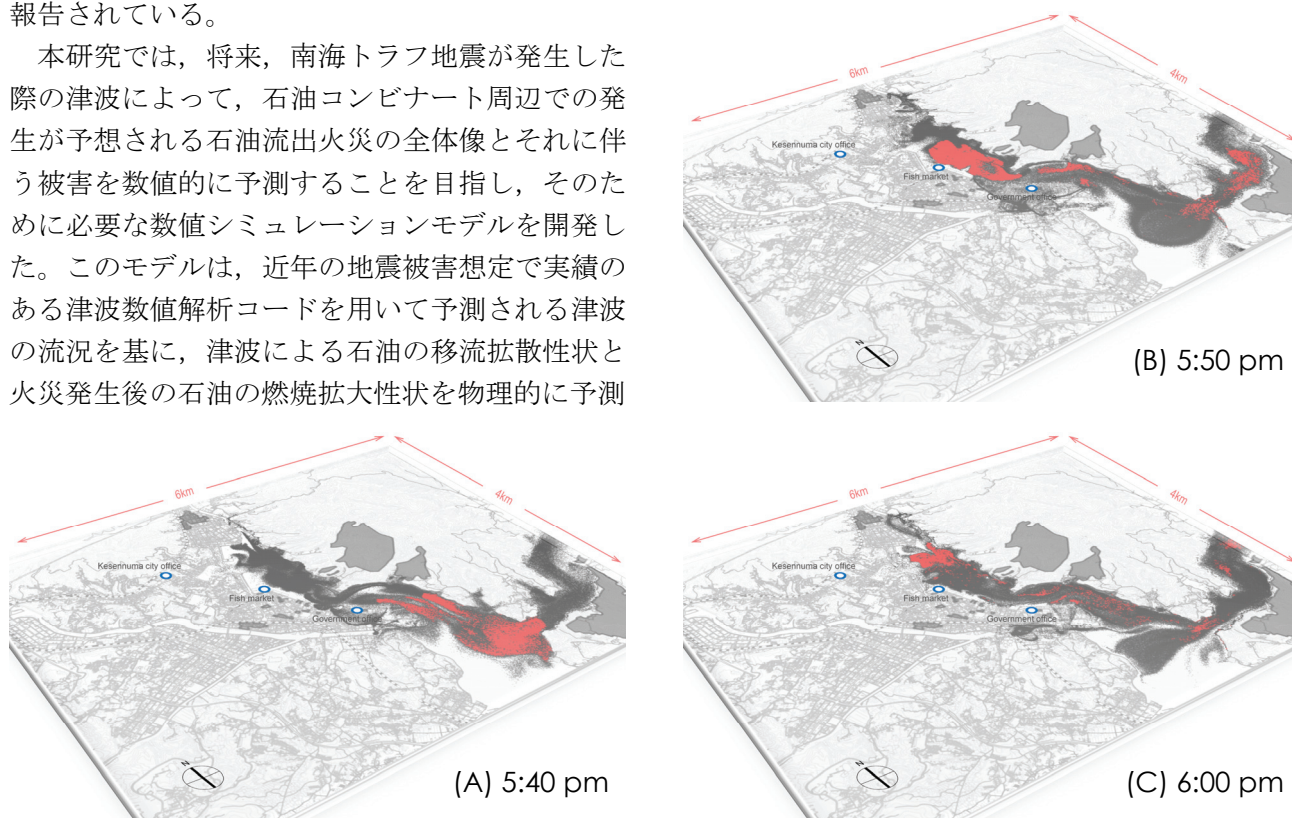 報告されている。
本研究では，将来，南海トラフ地震が発生した
際の津波によって，石油コンビナート周辺での発
生が予想される石油流出火災の全体像とそれに伴
う被害を数値的に予測することを目指し，そのた
めに必要な数値シミュレーションモデルを開発し
た。このモデルは，近年の地震被害想定で実績の
ある津波数値解析コードを用いて予測される津波
の流況を基に，津波による石油の移流拡散性状と
火災発生後の石油の燃焼拡大性状を物理的に予測
6km
4km
Kesennuma city office
Fish market
Government office
N
(B) 5:50 pm
6km
4km
Kesennuma city office
Fish market
Government office
N
(A) 5:40 pm
6km
4km
Kesennuma city office
Fish market
Government office
N
(C) 6:00 pm